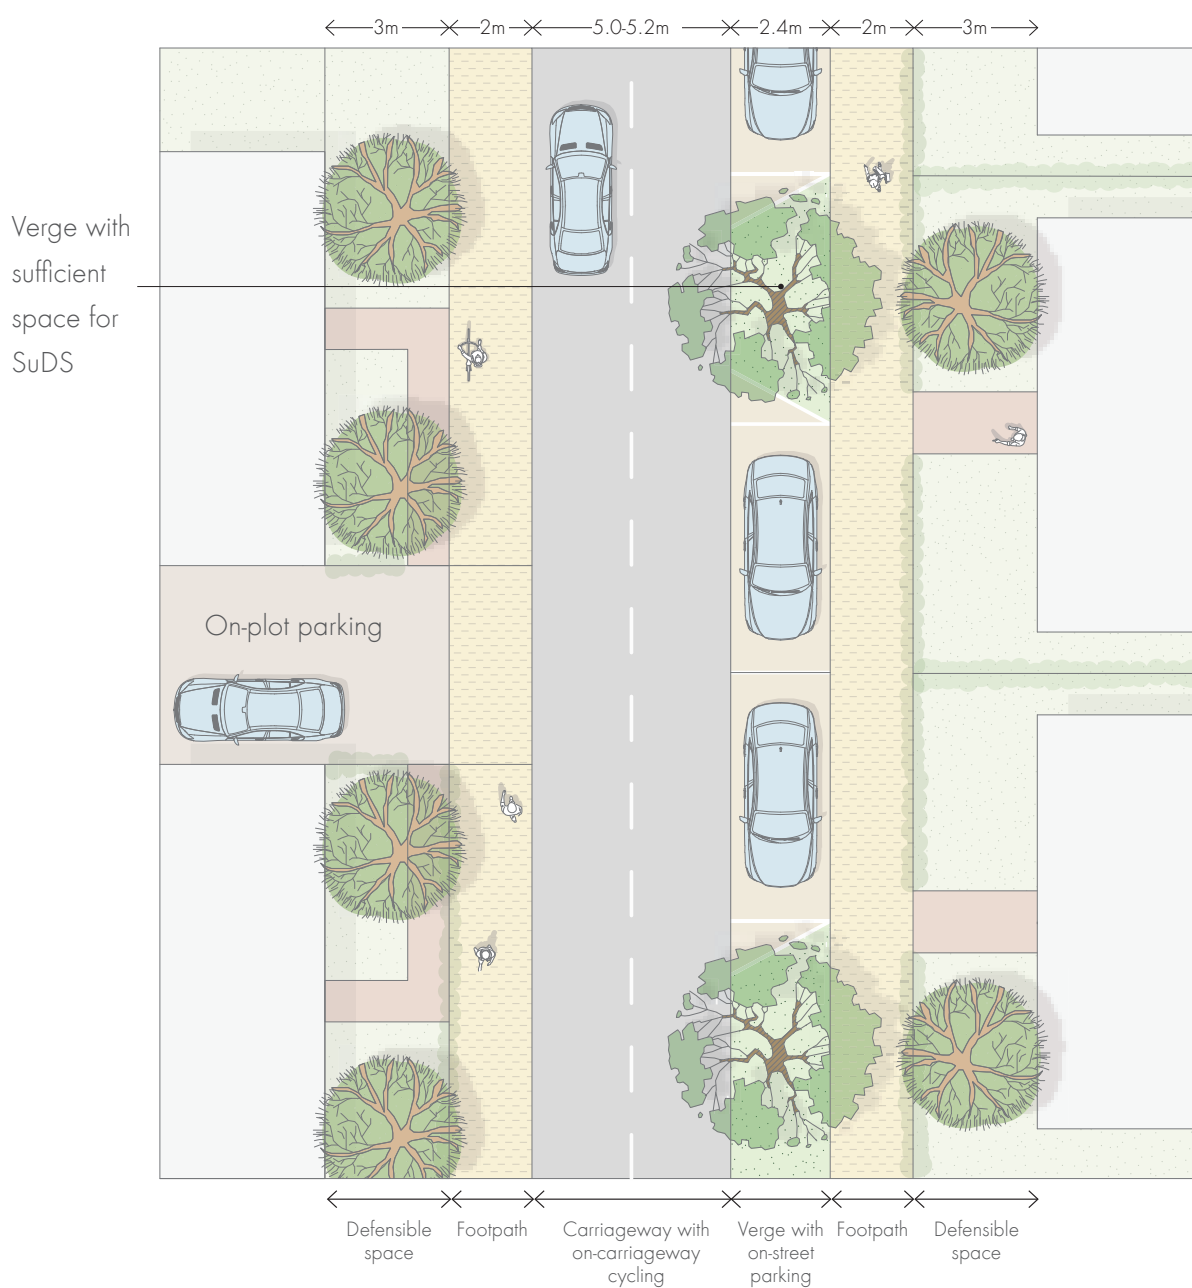 3m
2m
5.0-5.2m
2.4m
2m
3m
Verge with
sufficient
space for
SuDS
On-plot parking
Defensible
space
Footpath
Carriageway with
on-carriageway
cycling
Verge with
on-street
parking
Footpath
Defensible
space